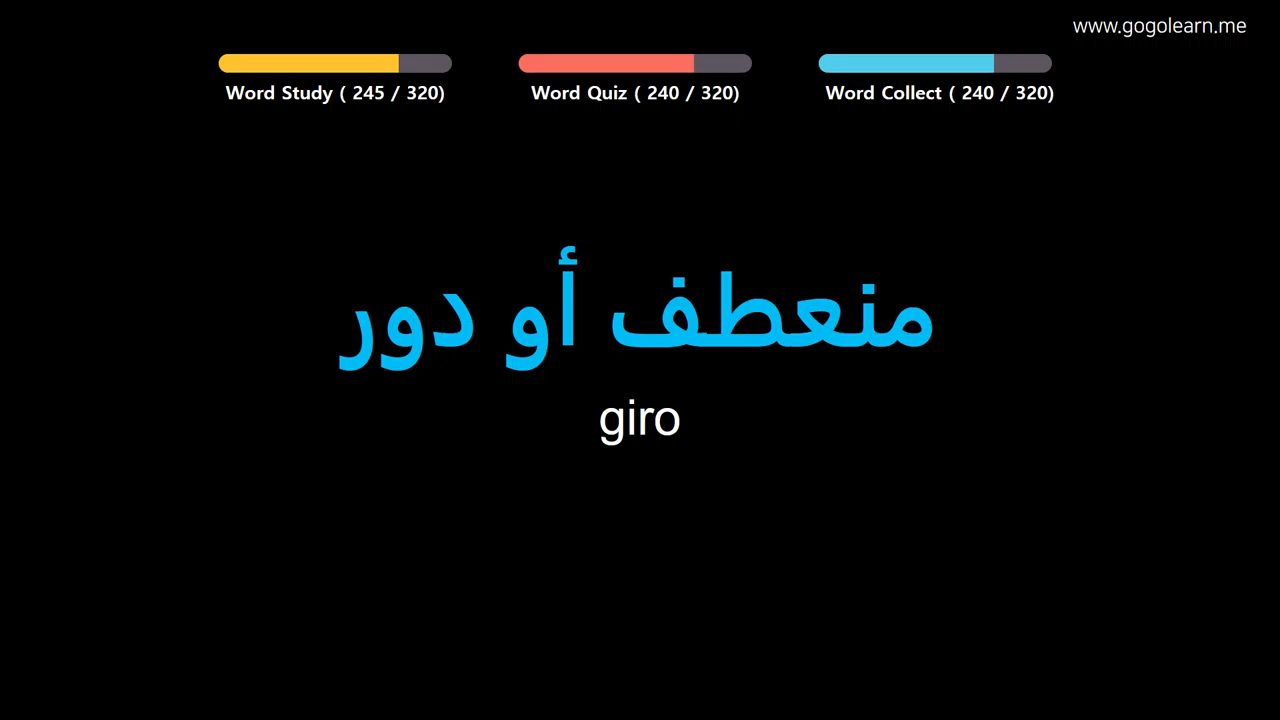 www.gogolearn.me
Word Study ( 245 / 320)
Word Quiz ( 240 / 320)
Word Collect ( 240 / 320)
منعطف أو دور
giro